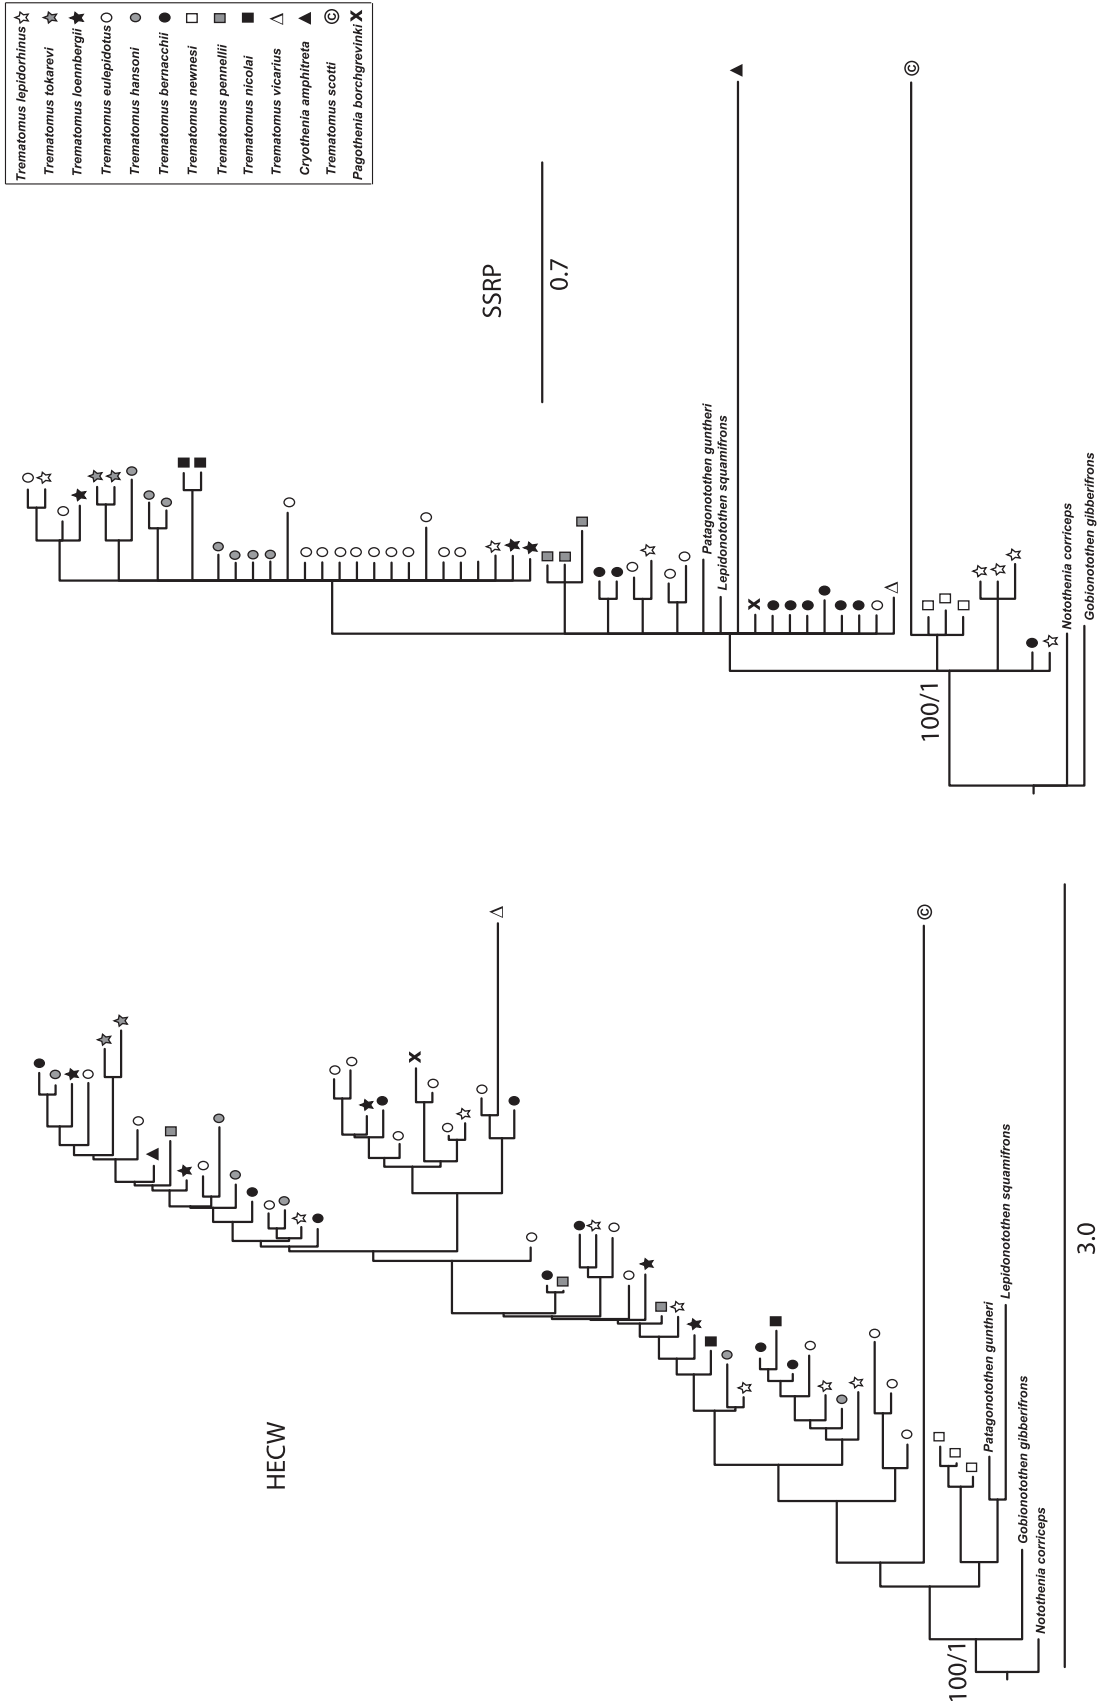 Trematomus lepidorhinus
Trematomus tokarevi
Trematomus loennbergii
Trematomus eulepidotus
Trematomus hansoni
Trematomus bernacchii
Trematomus newnesi
Trematomus pennellii
Trematomus nicolai
Trematomus vicarius
Cryothenia amphitreta
Trematomus scotti
Pagothenia borchgrevinki X
C
SSRP
0.7
C
Patagonotothen guntheri
Lepidonotothen squamifrons
X
100/1
Notothenia corriceps
Gobionotothen gibberifrons
HECW
X
C
Patagonotothen guntheri
Lepidonotothen squamifrons
Gobionotothen gibberifrons
Notothenia corriceps
100/1
3.0